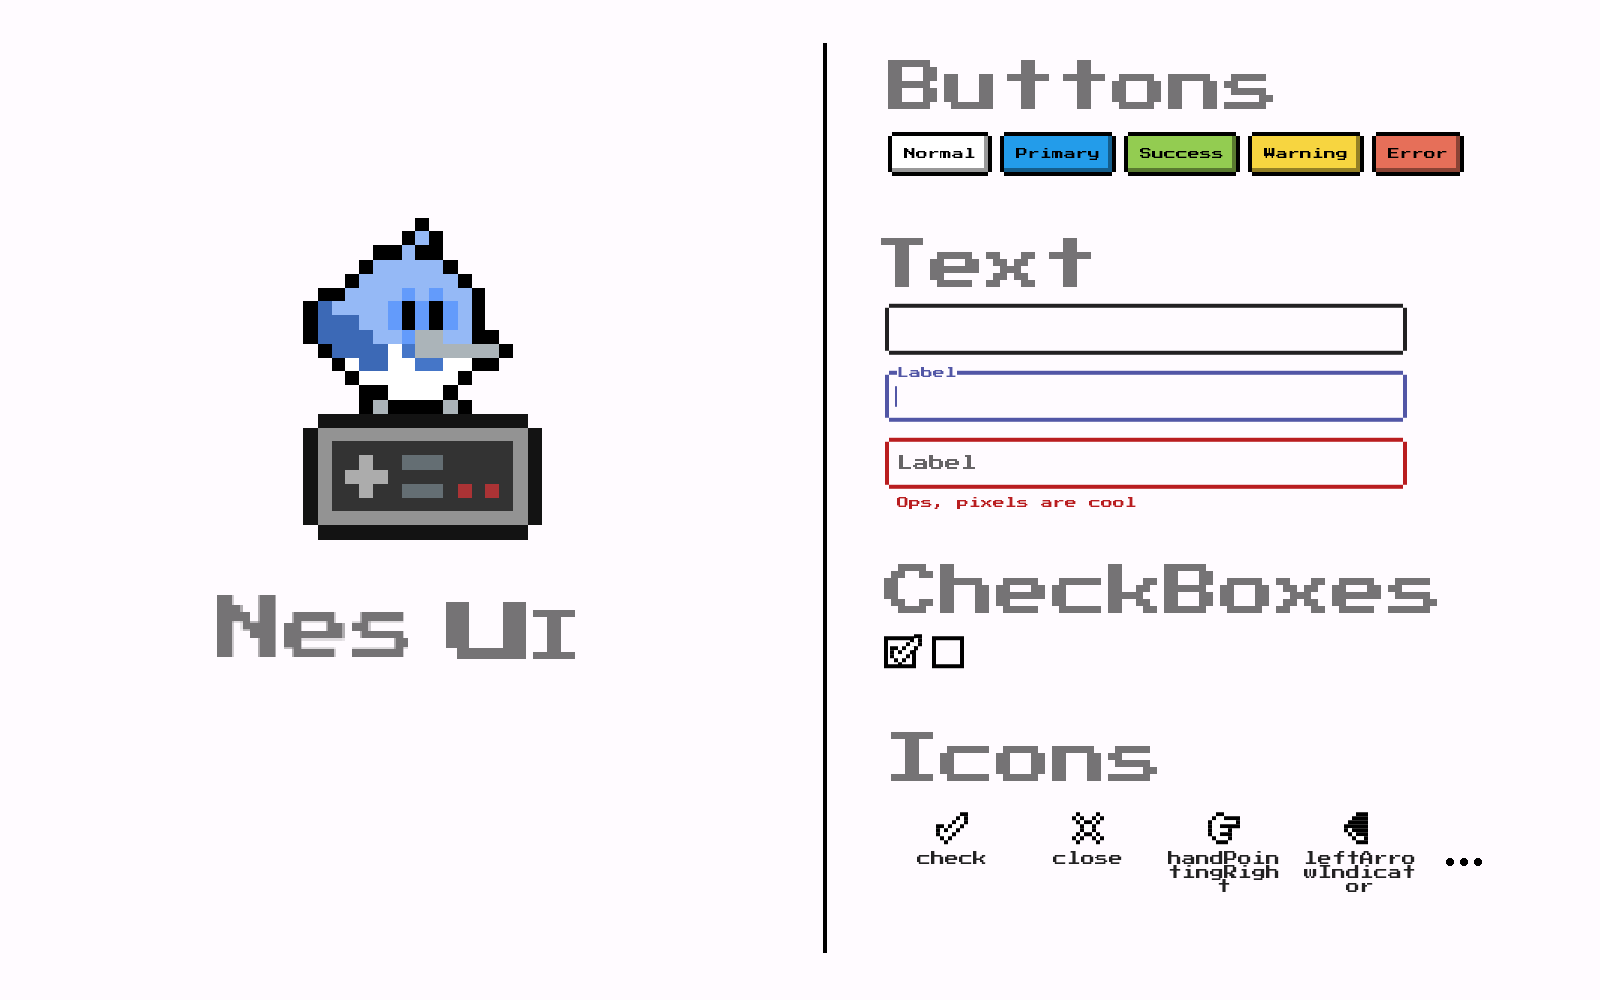 Nes UI
Buttons
Normal Primary Success Warning Error
Text
Label
Label
Ops, pixels are cool
CheckBoxes
Icons
check close handPoin leftArro
tingRigh wIndicat
t or
...